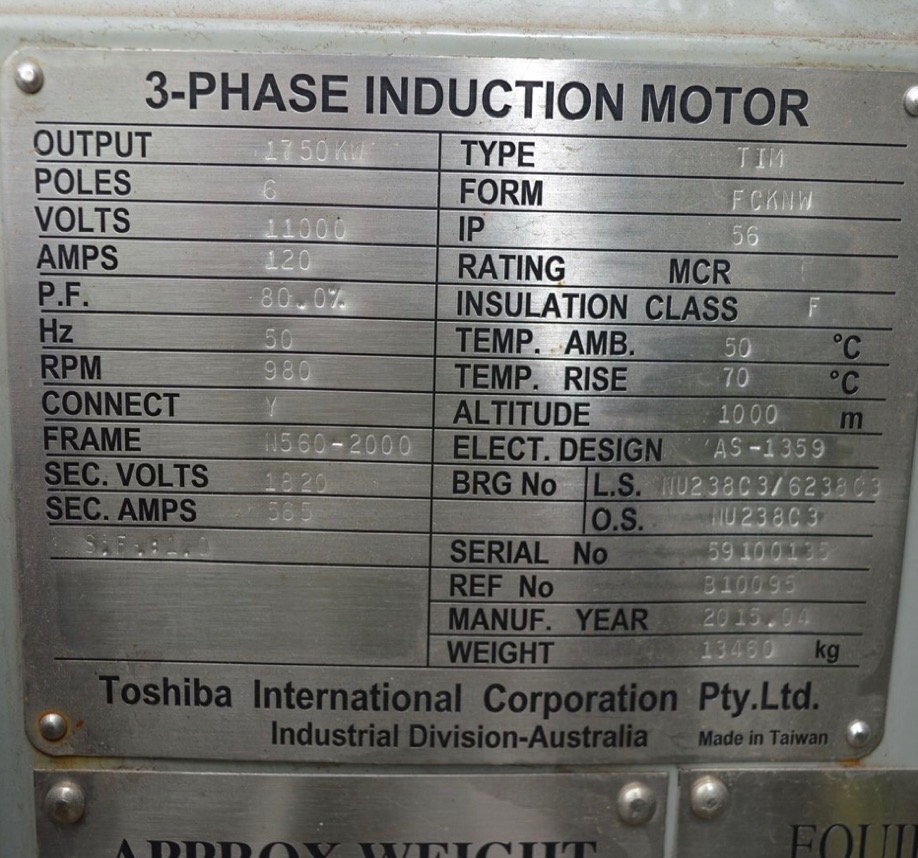 3-PHASE INDUCTION MOTOR
OUTPUT 1750KW
POLES 6
VOLTS 11000
AMPS 120
P.F. 80.0%
Hz 50
RPM 980
CONNECT Y
FRAME N560-2000
SEC. VOLTS 1820
SEC. AMPS 565
S.F.:1.0
TYPE TIM
FORM FCKNW
IP 56
RATING MCR
INSULATION CLASS F
TEMP. AMB. 50 °C
TEMP. RISE 70 °C
ALTITUDE 1000 m
ELECT. DESIGN AS-1359
BRG No L.S. NU238C3/6238C3
O.S. NU238C3
SERIAL No
REF No
MANUF. YEAR 2015.04
WEIGHT 13460 kg
Toshiba International Corporation Pty.Ltd.
Industrial Division-Australia Made in Taiwan
APPROX WEIGHT